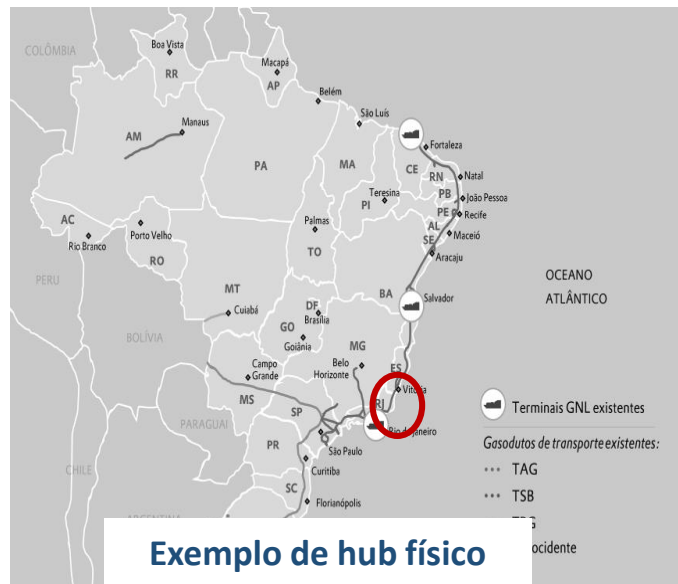 COLÔMBIA
Boa Vista
RR
Macapá
AP
Belém
São Luís
Manaus
AM
Fortaleza
PA
MA
CE
RN
Natal
Teresina
PB
João Pessoa
PI
PE
Recife
AC
Palmas
AL
Maceió
Rio Branco
Porto Velho
SE
TO
Aracaju
RO
PERU
BA
Salvador
OCEANO
ATLÂNTICO
MT
Cuiabá
DF
Brasília
GO
Goiânia
BOLÍVIA
MG
Belo
Horizonte
ES
Campo
Grande
Vitória
MS
SP
RJ
Rio de Janeiro
Terminais GNL existentes
PARAGUAI
São Paulo
Gasodutos de transporte existentes:
PR
Curitiba
TAG
CHILE
SC
TSB
Florianópolis
ocidente
Exemplo de hub físico